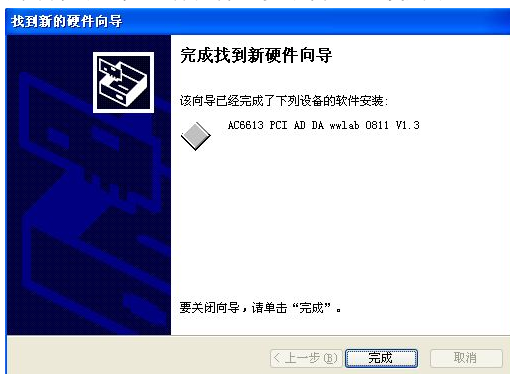 找到新的硬件向导
完成找到新硬件向导
该向导已经完成了下列设备的软件安装:
AC6613 PCI AD DA wwlab 0811 V1.3
要关闭向导，请单击“完成”。
< 上一步(B)
完成
取消